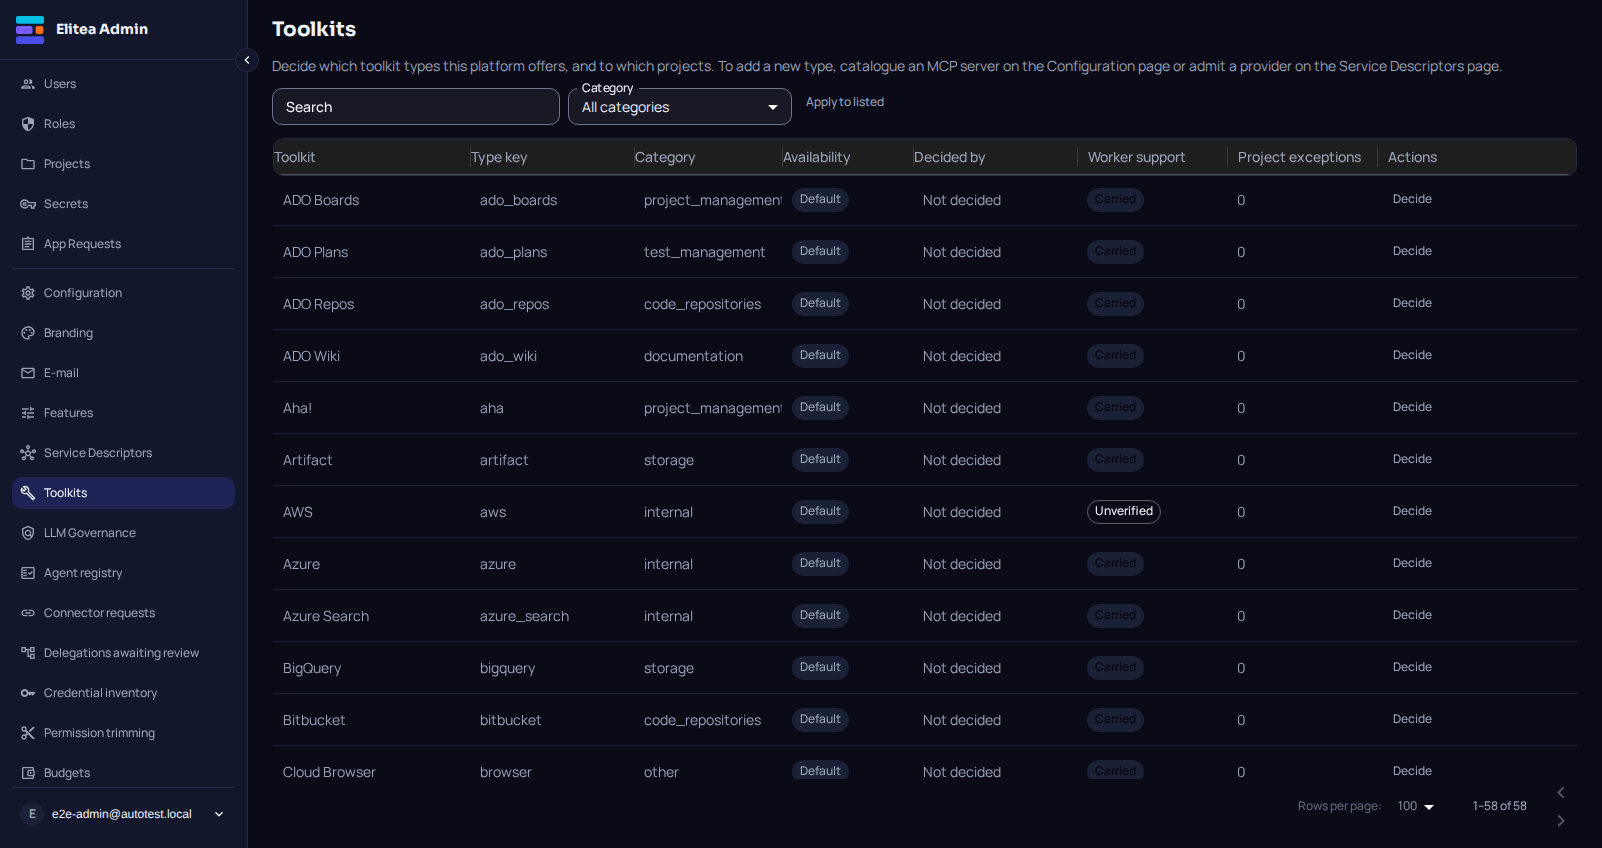 Elitea Admin
Users
Roles
Projects
Secrets
App Requests
Configuration
Branding
E-mail
Features
Service Descriptors
Toolkits
LLM Governance
Agent registry
Connector requests
Delegations awaiting review
Credential inventory
Permission trimming
Budgets
E e2e-admin@autotest.local
Toolkits
Decide which toolkit types this platform offers, and to which projects. To add a new type, catalogue an MCP server on the Configuration page or admit a provider on the Service Descriptors page.
Category
Search All categories Apply to listed
Toolkit Type key Category Availability Decided by Worker support Project exceptions Actions
ADO Boards ado_boards project_management Default Not decided Carried 0 Decide
ADO Plans ado_plans test_management Default Not decided Carried 0 Decide
ADO Repos ado_repos code_repositories Default Not decided Carried 0 Decide
ADO Wiki ado_wiki documentation Default Not decided Carried 0 Decide
Aha! aha project_management Default Not decided Carried 0 Decide
Artifact artifact storage Default Not decided Carried 0 Decide
AWS aws internal Default Not decided Unverified 0 Decide
Azure azure internal Default Not decided Carried 0 Decide
Azure Search azure_search internal Default Not decided Carried 0 Decide
BigQuery bigquery storage Default Not decided Carried 0 Decide
Bitbucket bitbucket code_repositories Default Not decided Carried 0 Decide
Cloud Browser browser other Default Not decided Carried 0 Decide
Rows per page: 100 1–58 of 58